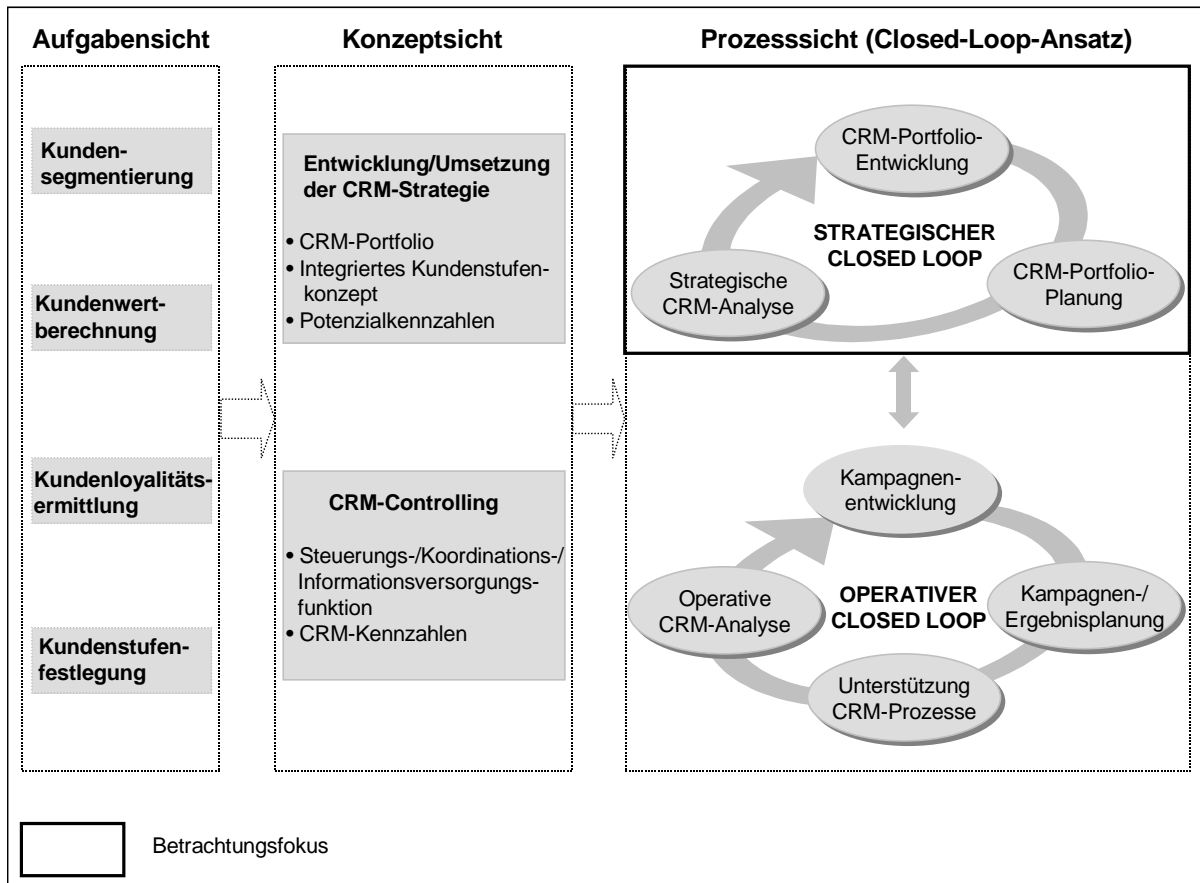 Aufgabensicht
Kunden-
segmentierung
Kundenwert-
berechnung
Kundenloyalitäts-
ermittlung
Kundenstufen-
festlegung
Konzeptsicht
Entwicklung/Umsetzung
der CRM-Strategie
• CRM-Portfolio
• Integriertes Kundenstufen-
konzept
• Potenzialkennzahlen
CRM-Controlling
• Steuerungs-/Koordinations-/
Informationsversorgungs-
funktion
• CRM-Kennzahlen
Prozesssicht (Closed-Loop-Ansatz)
CRM-Portfolio-
Entwicklung
STRATEGISCHER
CLOSED LOOP
Strategische
CRM-Analyse
CRM-Portfolio-
Planung
Kampagnen-
entwicklung
Operative
CRM-Analyse
OPERATIVER
CLOSED LOOP
Kampagnen-/
Ergebnisplanung
Unterstützung
CRM-Prozesse
Betrachtungsfokus